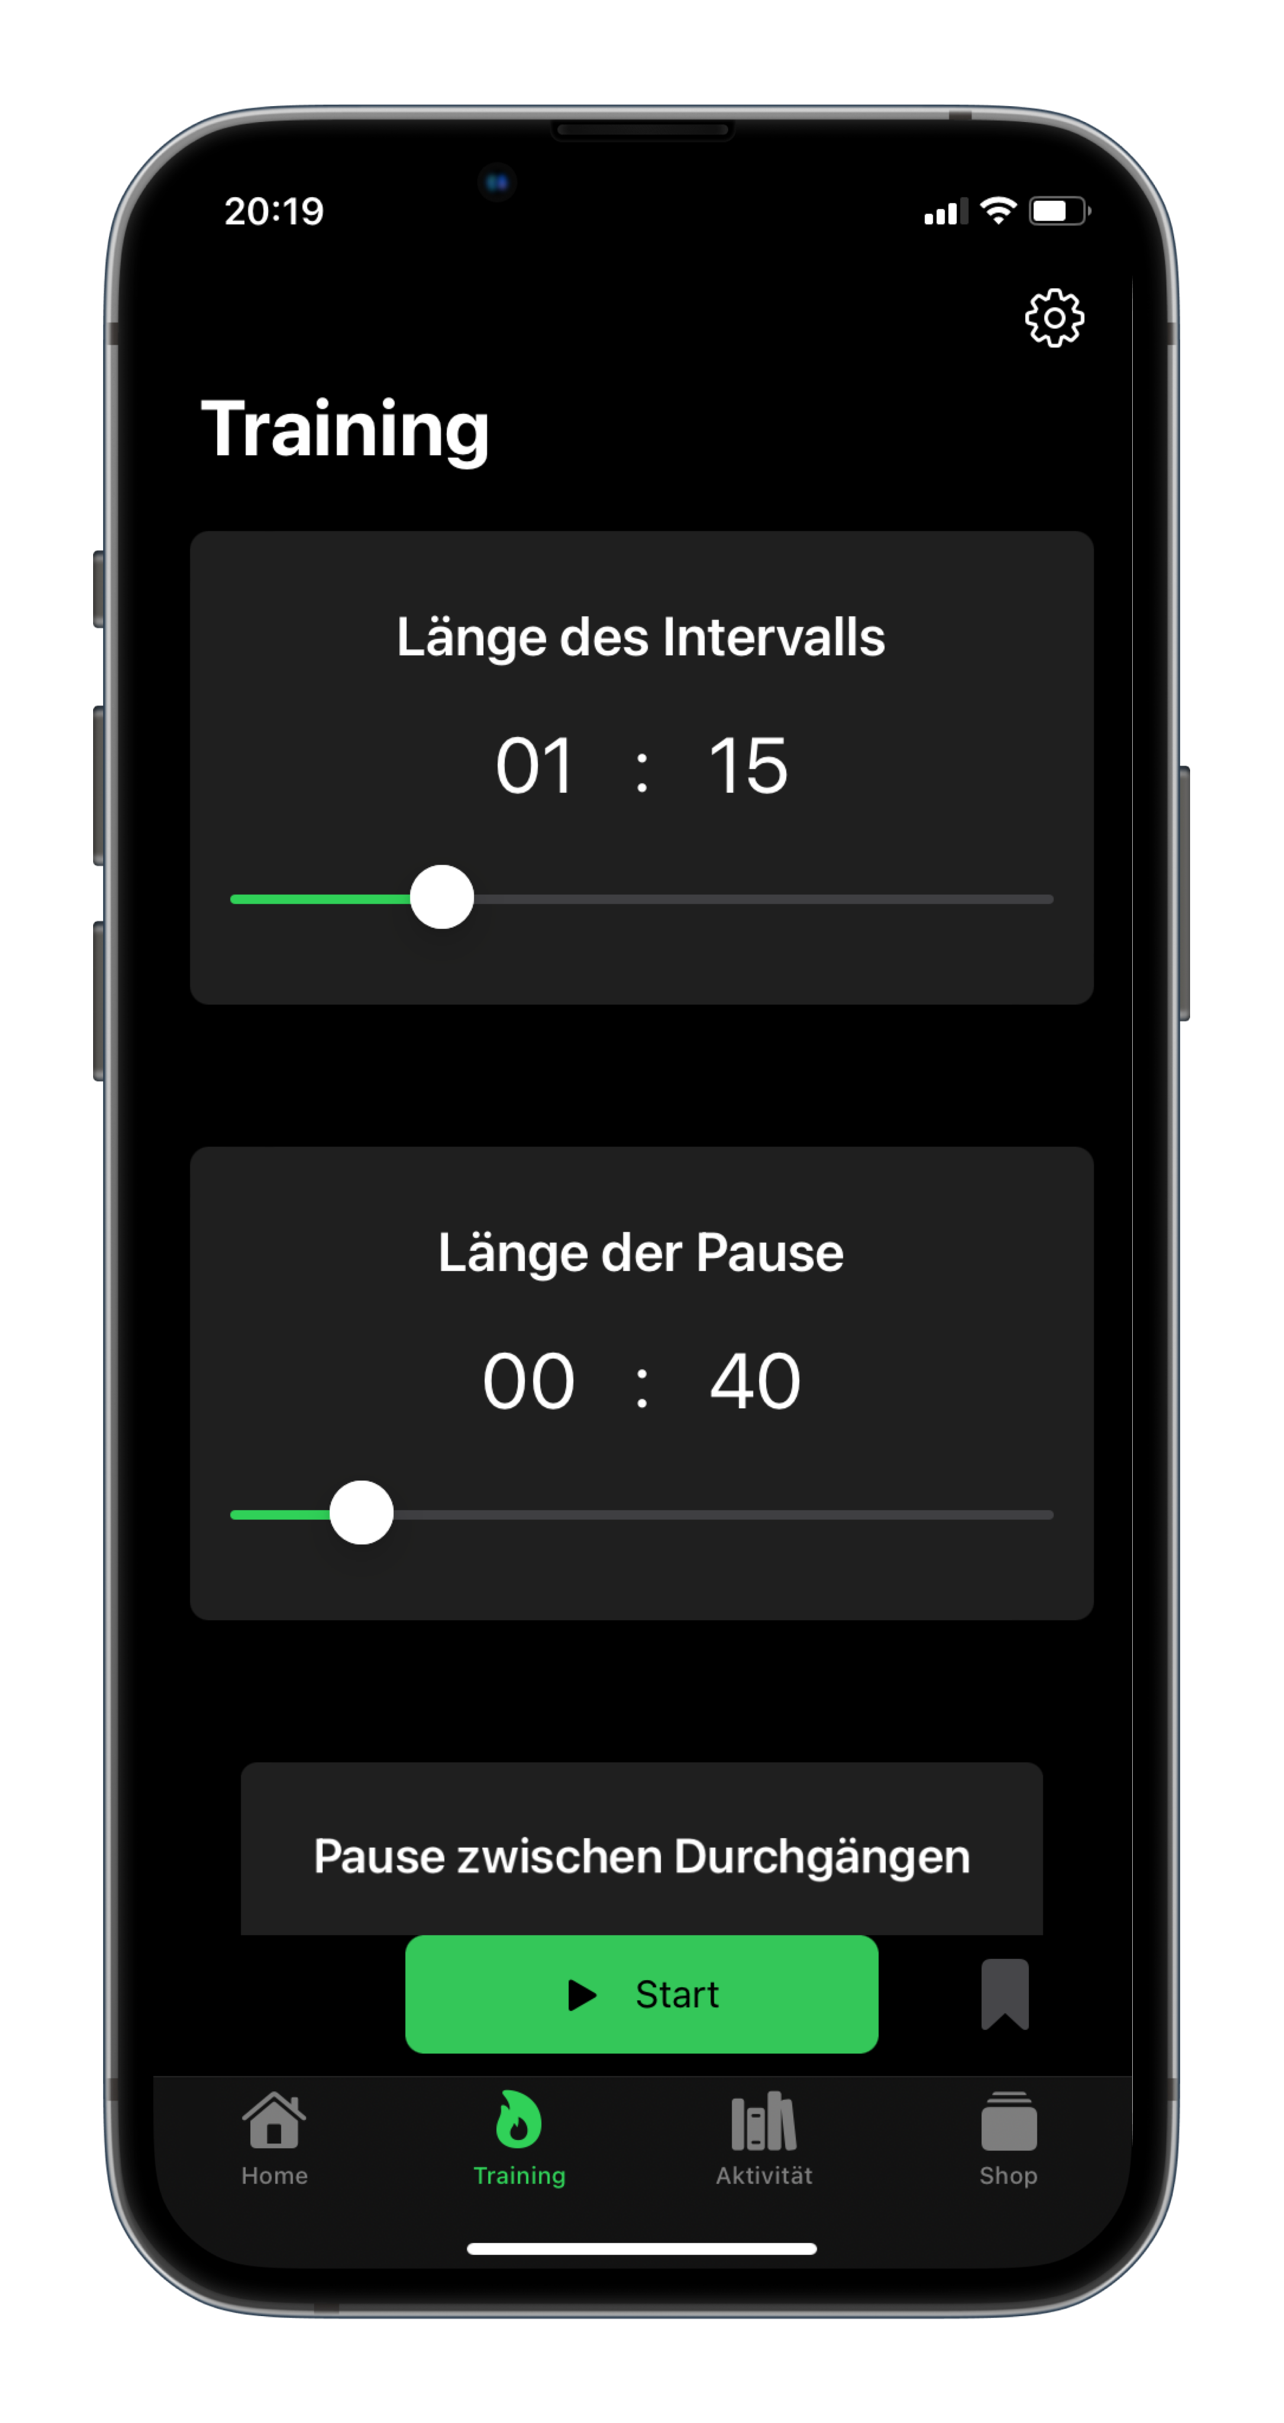 20:19
Training
Länge des Intervalls
01 : 15
Länge der Pause
00 : 40
Pause zwischen Durchgängen
Start
Home Training Aktivität Shop